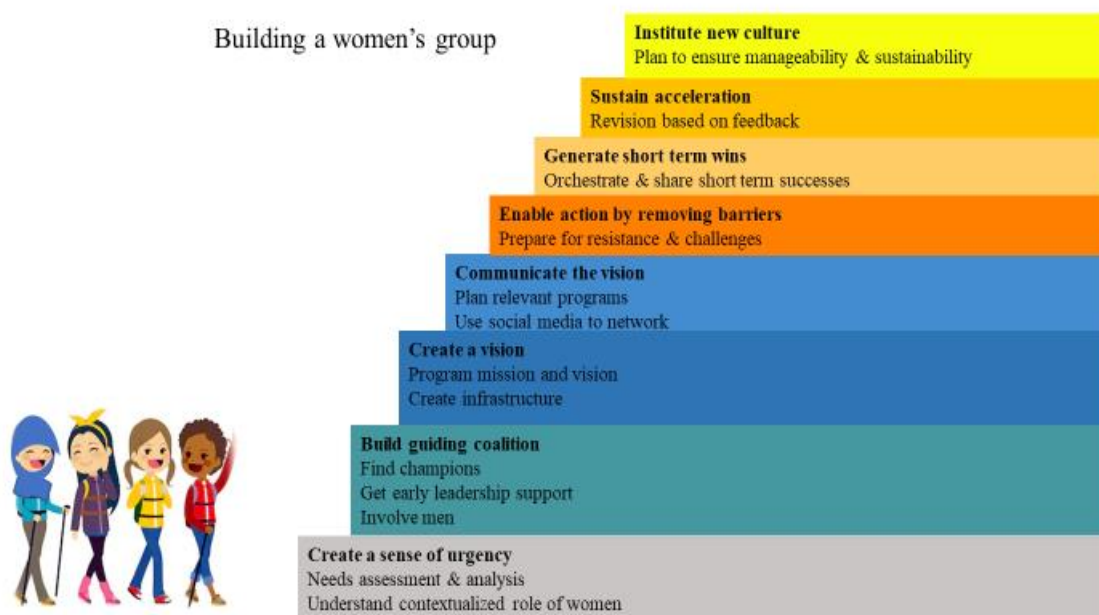 Building a women's group
Institute new culture
Plan to ensure manageability & sustainability
Sustain acceleration
Revision based on feedback
Generate short term wins
Orchestrate & share short term successes
Enable action by removing barriers
Prepare for resistance & challenges
Communicate the vision
Plan relevant programs
Use social media to network
Create a vision
Program mission and vision
Create infrastructure
Build guiding coalition
Find champions
Get early leadership support
Involve men
Create a sense of urgency
Needs assessment & analysis
Understand contextualized role of women